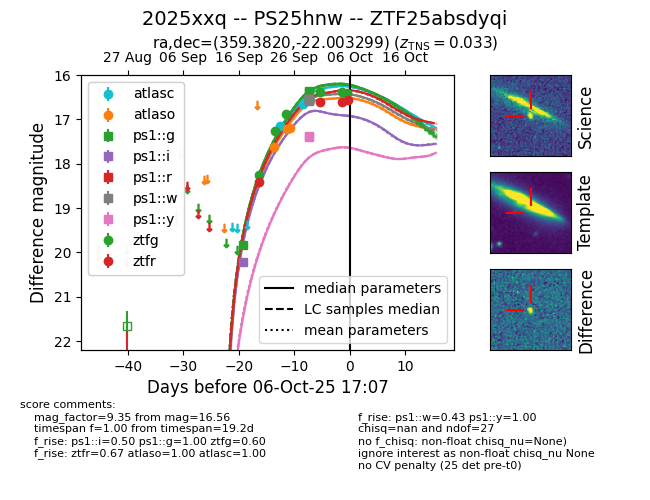 2025xxq -- PS25hnw -- ZTF25absdyqi
ra,dec=(359.3820,-22.003299) (zTNS = 0.033)
27 Aug 06 Sep 16 Sep 26 Sep 06 Oct 16 Oct
16
17
18
19
20
21
22
Difference magnitude
atlasc
atlaso
ps1::g
ps1::i
ps1::r
ps1::w
ps1::y
ztfg
ztfr
median parameters
LC samples median
mean parameters
−40 −30 −20 −10 0 10
Days before 06-Oct-25 17:07
Science
Template
Difference
score comments:
mag_factor=9.35 from mag=16.56
timespan f=1.00 from timespan=19.2d
f_rise: ps1::i=0.50 ps1::g=1.00 ztfg=0.60
f_rise: ztfr=0.67 atlaso=1.00 atlasc=1.00
f_rise: ps1::w=0.43 ps1::y=1.00
chisq=nan and ndof=27
no f_chisq: non-float chisq_nu=None)
ignore interest as non-float chisq_nu None
no CV penalty (25 det pre-t0)